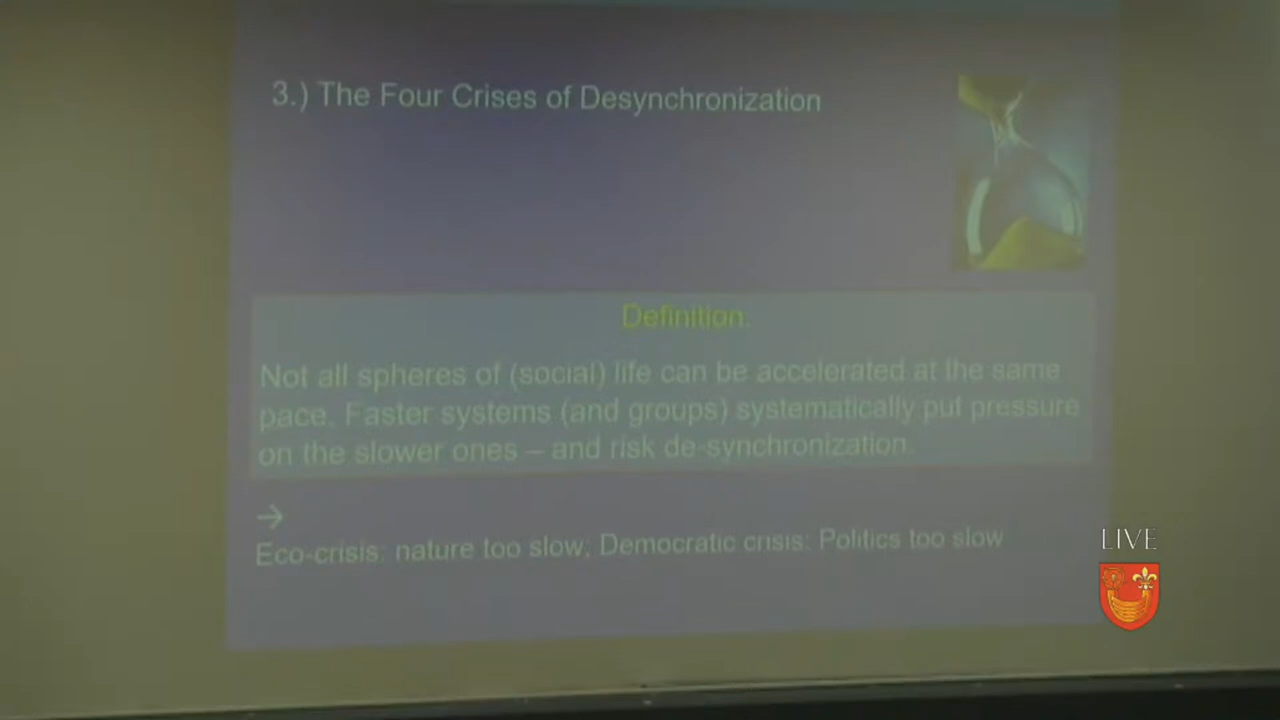 3.) The Four Crises of Desynchronization
Definition:
Not all spheres of (social) life can be accelerated at the same
pace. Faster systems (and groups) systematically put pressure
on the slower ones – and risk de-synchronization.
→
Eco-crisis: nature too slow; Democratic crisis: Politics too slow
LIVE